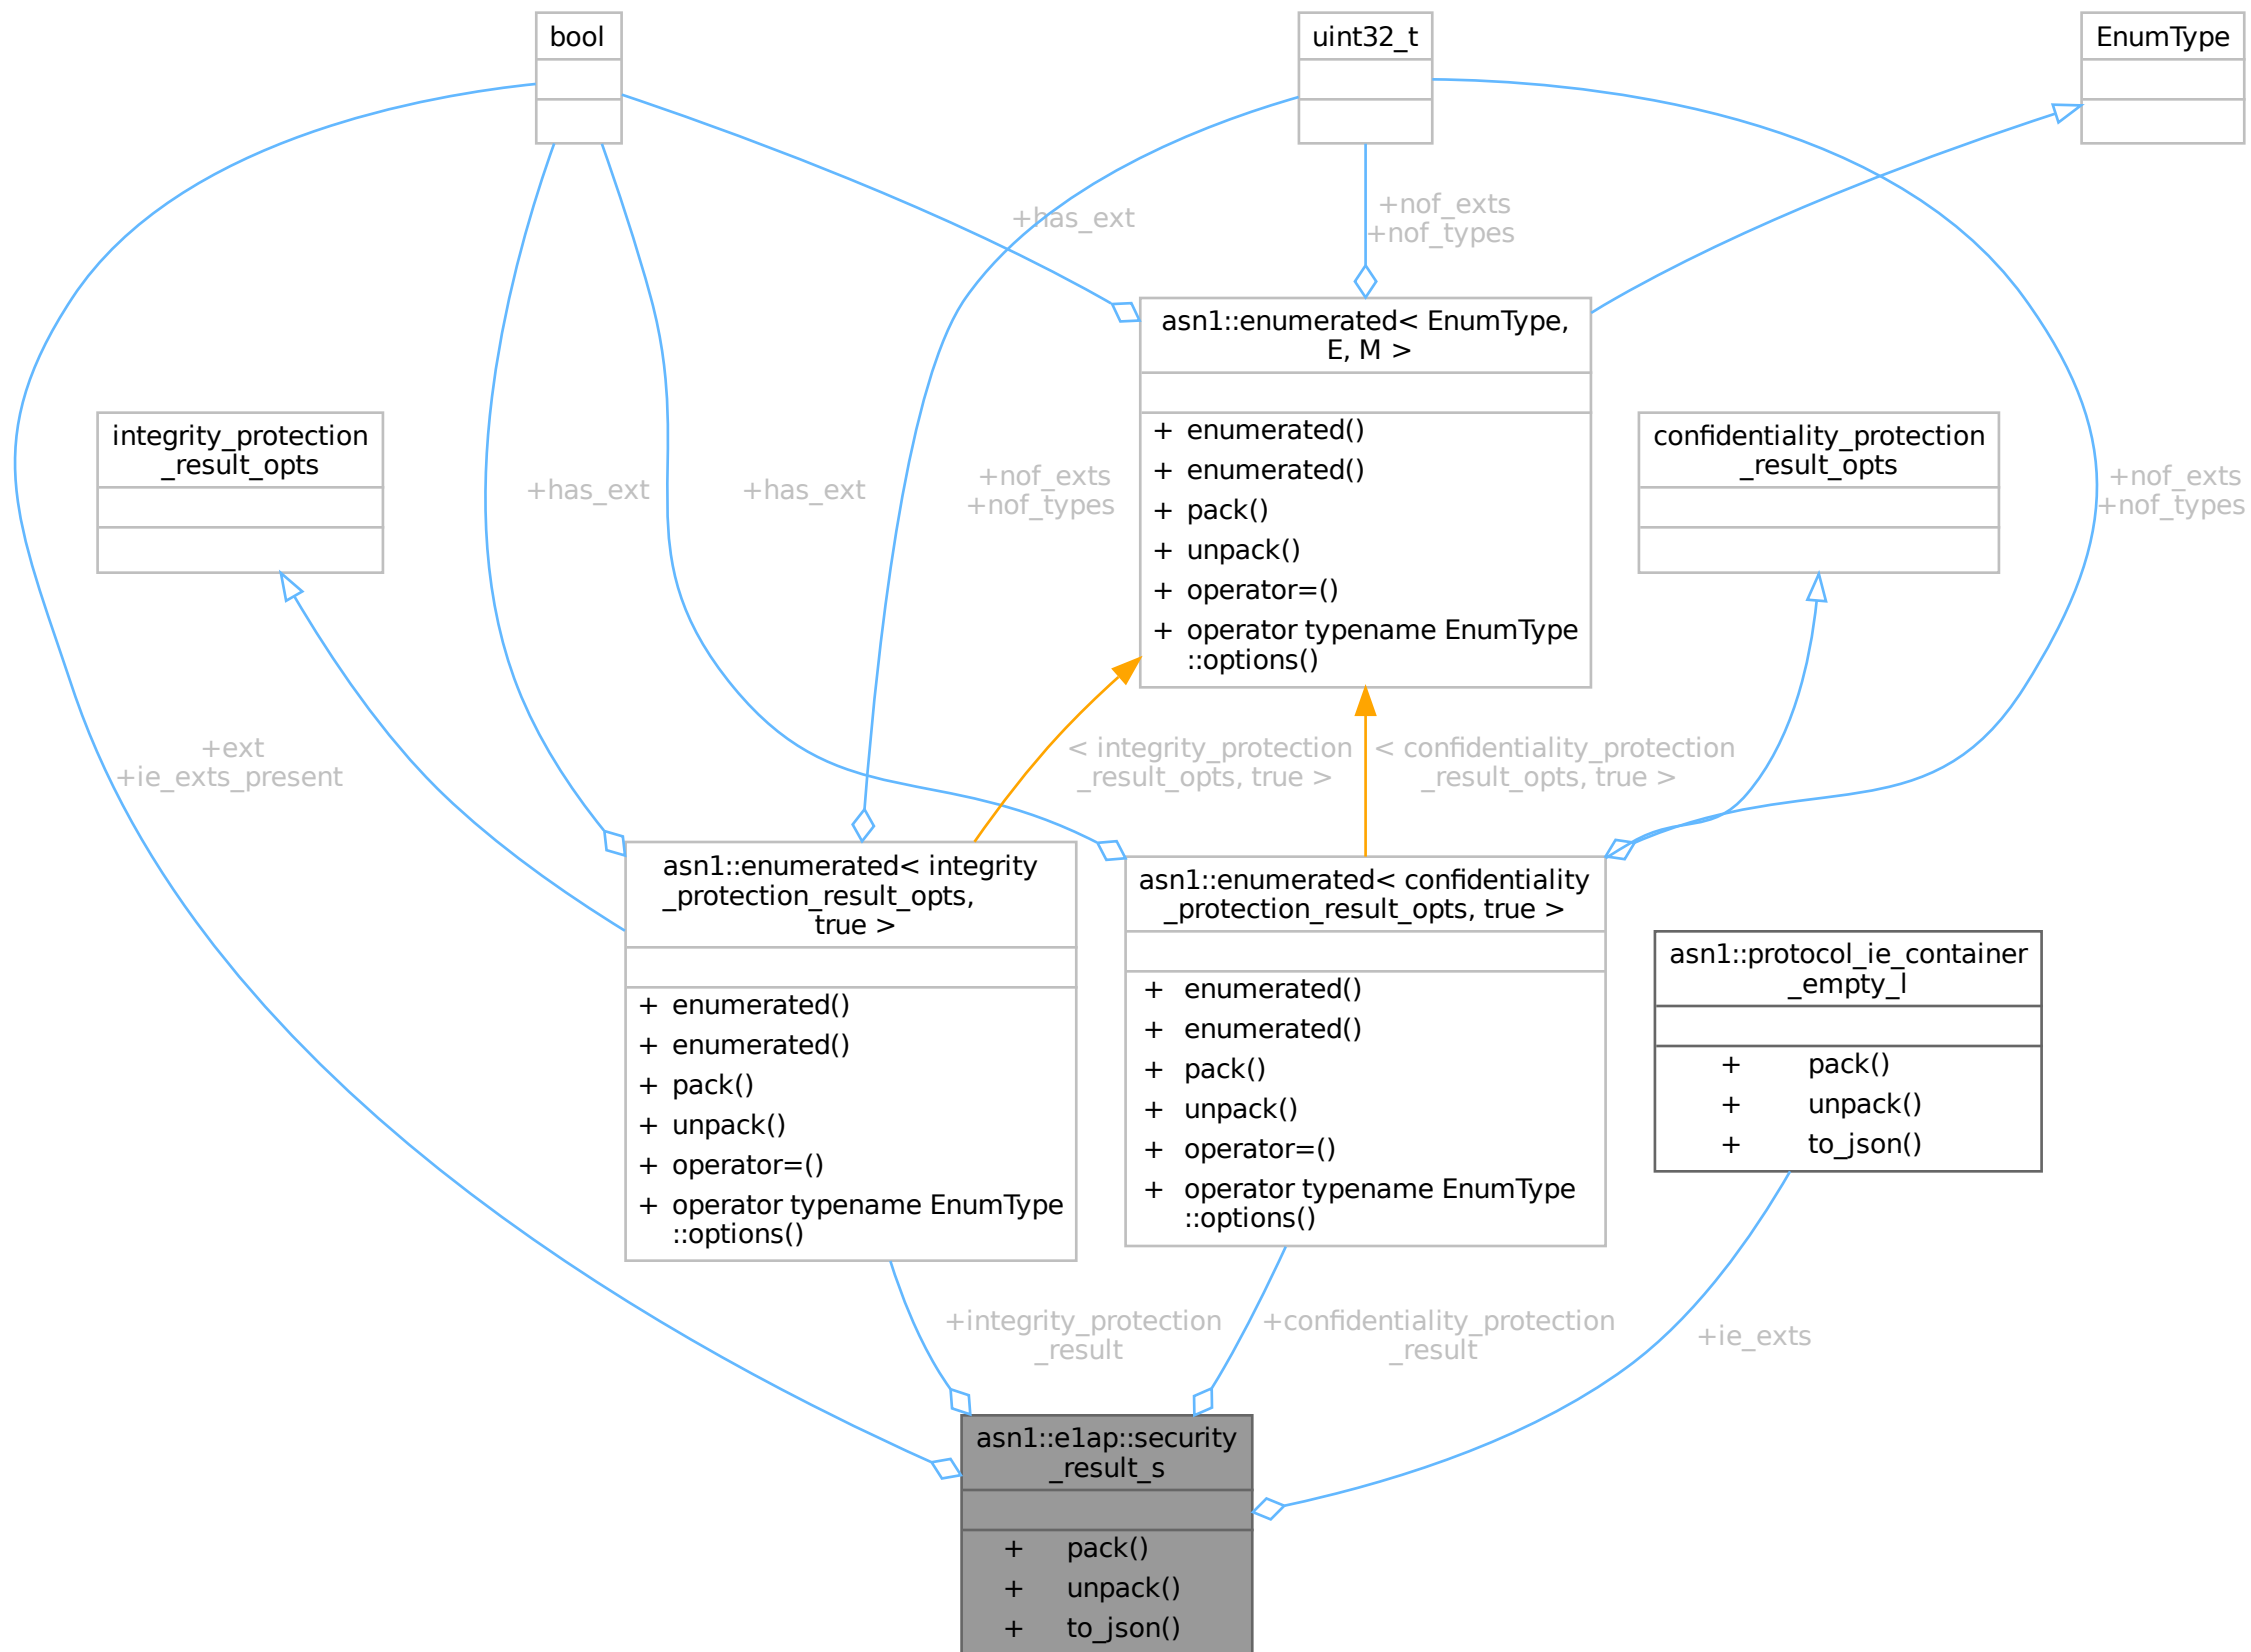 bool
uint32_t
EnumType
+has_ext
+nof_exts
+nof_types
asn1::enumerated< EnumType,
E, M >
+ enumerated()
+ enumerated()
+ pack()
+ unpack()
+ operator=()
+ operator typename EnumType
::options()
integrity_protection
_result_opts
confidentiality_protection
_result_opts
+has_ext
+has_ext
+nof_exts
+nof_types
+nof_exts
+nof_types
+ext
+ie_exts_present
< integrity_protection
_result_opts, true >
< confidentiality_protection
_result_opts, true >
asn1::enumerated< integrity
_protection_result_opts,
true >
+ enumerated()
+ enumerated()
+ pack()
+ unpack()
+ operator=()
+ operator typename EnumType
::options()
asn1::enumerated< confidentiality
_protection_result_opts, true >
+ enumerated()
+ enumerated()
+ pack()
+ unpack()
+ operator=()
+ operator typename EnumType
::options()
asn1::protocol_ie_container
_empty_l
+ pack()
+ unpack()
+ to_json()
+integrity_protection
_result
+confidentiality_protection
_result
+ie_exts
asn1::e1ap::security
_result_s
+ pack()
+ unpack()
+ to_json()